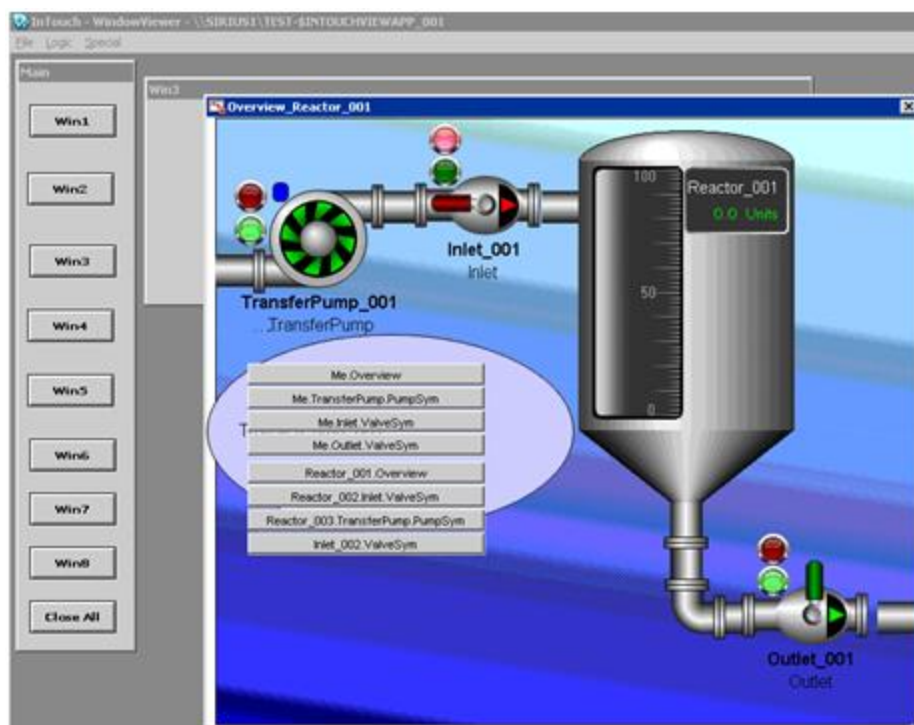 InTouch - WindowViewer - \\SIRIUS1\TEST-$INTOUCHVIEWAPP_001
File Logic Special
Main
Win1
Win2
Win3
Win4
Win5
Win6
Win7
Win8
Close All
Win3
Overview_Reactor_001
100
50
0
Reactor_001
0.0 Units
Inlet_001
Inlet
TransferPump_001
...TransferPump
Me.Overview
Me.TransferPump.PumpSym
Me.Inlet.ValveSym
Me.Outlet.ValveSym
Reactor_001.Overview
Reactor_002.Inlet.ValveSym
Reactor_003.TransferPump.PumpSym
Inlet_002.ValveSym
Outlet_001
Outlet